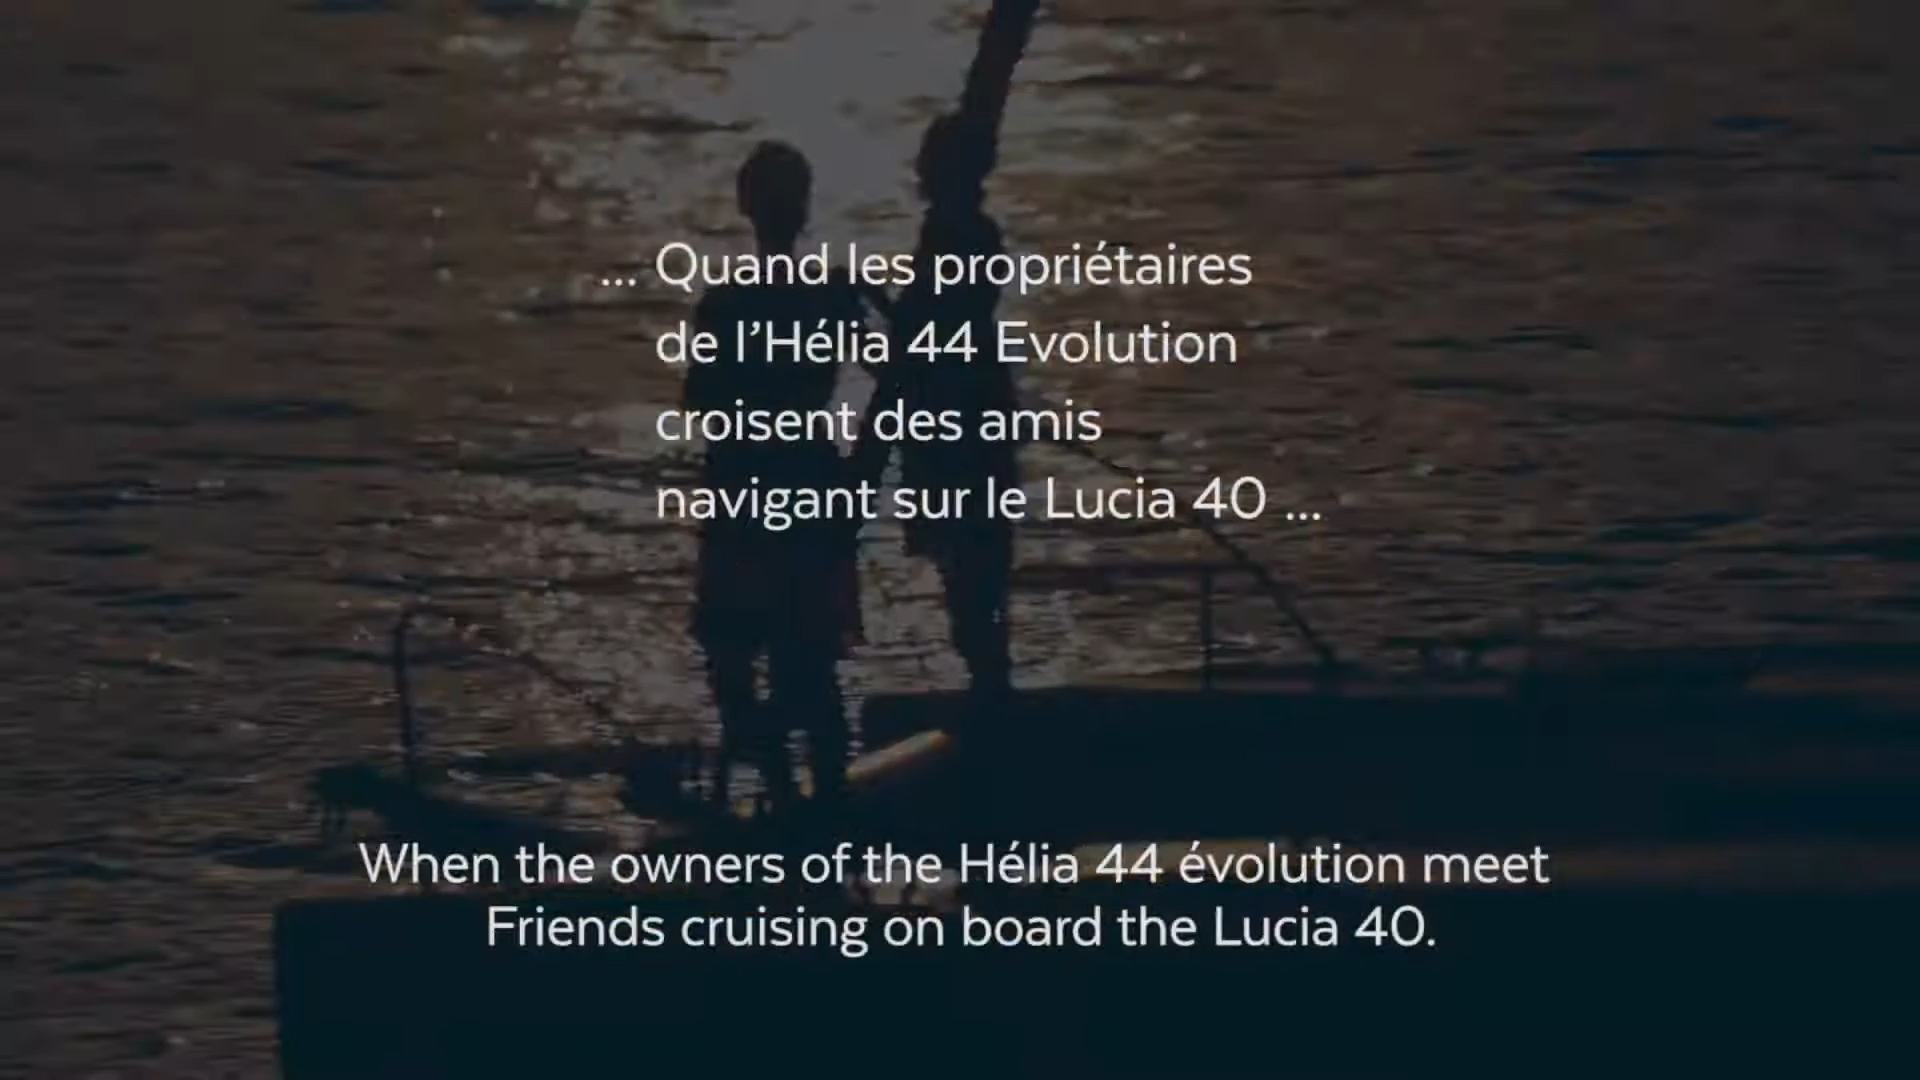 ... Quand les propriétaires
de l’Hélia 44 Evolution
croisent des amis
navigant sur le Lucia 40 ...
When the owners of the Hélia 44 évolution meet
Friends cruising on board the Lucia 40.